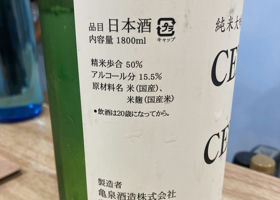 品目 日本酒
内容量 1800ml
キャップ
精米歩合 50%
アルコール分 15.5%
原材料名 米(国産)、
米麹(国産米)
●飲酒は20歳になってから。
製造者
亀泉酒造株式会社
純米大
CE
CE